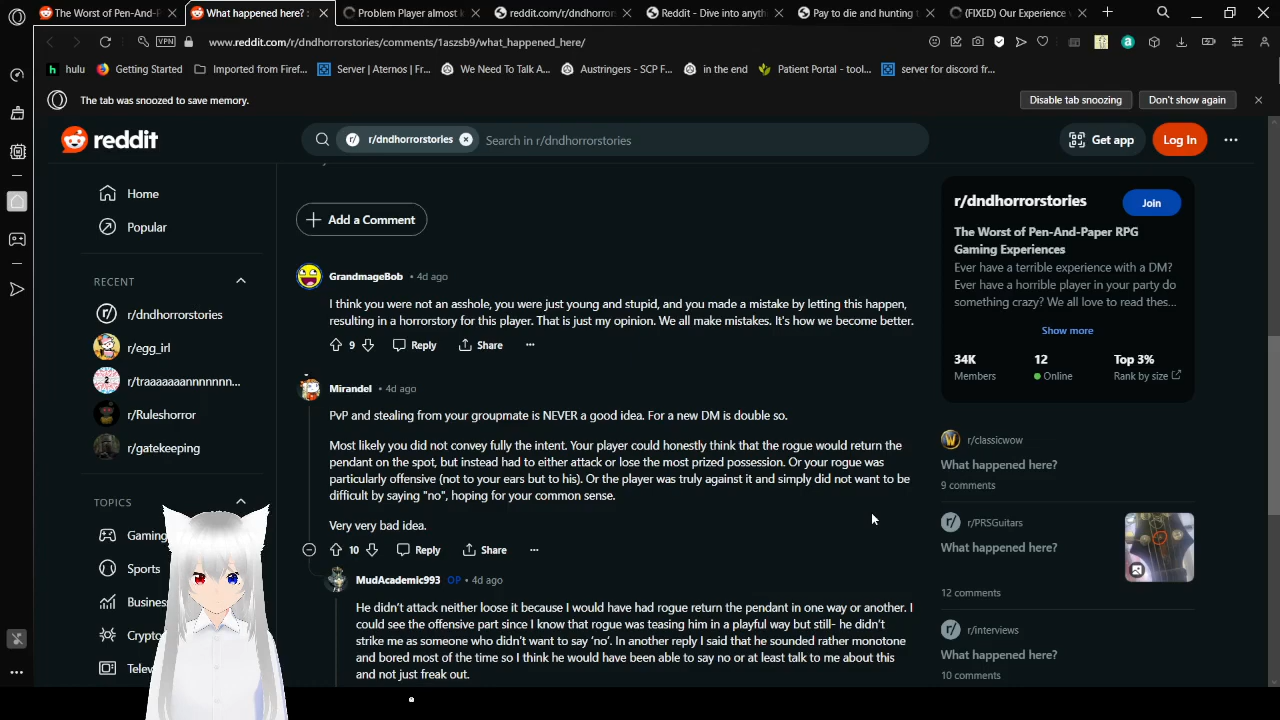 The Worst of Pen-And-P
What happened here? :
Problem Player almost k
reddit.com/r/dndhorror
Reddit - Dive into anyth
Pay to die and hunting t
(FIXED) Our Experience v
VPN
www.reddit.com/r/dndhorrorstories/comments/1aszsb9/what_happened_here/
hulu
Getting Started
Imported from Firef...
Server | Aternos | Fr...
We Need To Talk A...
Austringers - SCP F...
in the end
Patient Portal - tool...
server for discord fr...
The tab was snoozed to save memory.
Disable tab snoozing
Don't show again
reddit
r/dndhorrorstories
Search in r/dndhorrorstories
Get app
Log In
Home
Popular
RECENT
r/dndhorrorstories
r/egg_irl
r/traaaaaaannnnnn...
r/Ruleshorror
r/gatekeeping
TOPICS
Gaming
Sports
Busines
Crypto
Telev
Add a Comment
GrandmageBob • 4d ago
I think you were not an asshole, you were just young and stupid, and you made a mistake by letting this happen,
resulting in a horrorstory for this player. That is just my opinion. We all make mistakes. It's how we become better.
9
Reply
Share
Mirandel • 4d ago
PvP and stealing from your groupmate is NEVER a good idea. For a new DM is double so.
Most likely you did not convey fully the intent. Your player could honestly think that the rogue would return the
pendant on the spot, but instead had to either attack or lose the most prized possession. Or your rogue was
particularly offensive (not to your ears but to his). Or the player was truly against it and simply did not want to be
difficult by saying "no", hoping for your common sense.
Very very bad idea.
10
Reply
Share
MudAcademic993 OP • 4d ago
He didn't attack neither loose it because I would have had rogue return the pendant in one way or another. I
could see the offensive part since I know that rogue was teasing him in a playful way but still- he didn't
strike me as someone who didn't want to say 'no'. In another reply I said that he sounded rather monotone
and bored most of the time so I think he would have been able to say no or at least talk to me about this
and not just freak out.
r/dndhorrorstories
Join
The Worst of Pen-And-Paper RPG
Gaming Experiences
Ever have a terrible experience with a DM?
Ever have a horrible player in your party do
something crazy? We all love to read thes...
Show more
34K
Members
12
Online
Top 3%
Rank by size
r/classicwow
What happened here?
9 comments
r/PRSGuitars
What happened here?
12 comments
r/interviews
What happened here?
10 comments